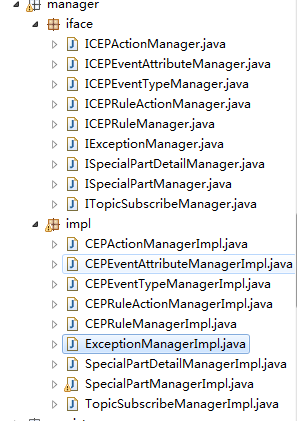 manager
iface
ICEPActionManager.java
ICEPEventAttributeManager.java
ICEPEventTypeManager.java
ICEPRuleActionManager.java
ICEPRuleManager.java
IExceptionManager.java
ISpecialPartDetailManager.java
ISpecialPartManager.java
ITopicSubscribeManager.java
impl
CEPActionManagerImpl.java
CEPEventAttributeManagerImpl.java
CEPEventTypeManagerImpl.java
CEPRuleActionManagerImpl.java
CEPRuleManagerImpl.java
ExceptionManagerImpl.java
SpecialPartDetailManagerImpl.java
SpecialPartManagerImpl.java
TopicSubscribeManagerImpl.java